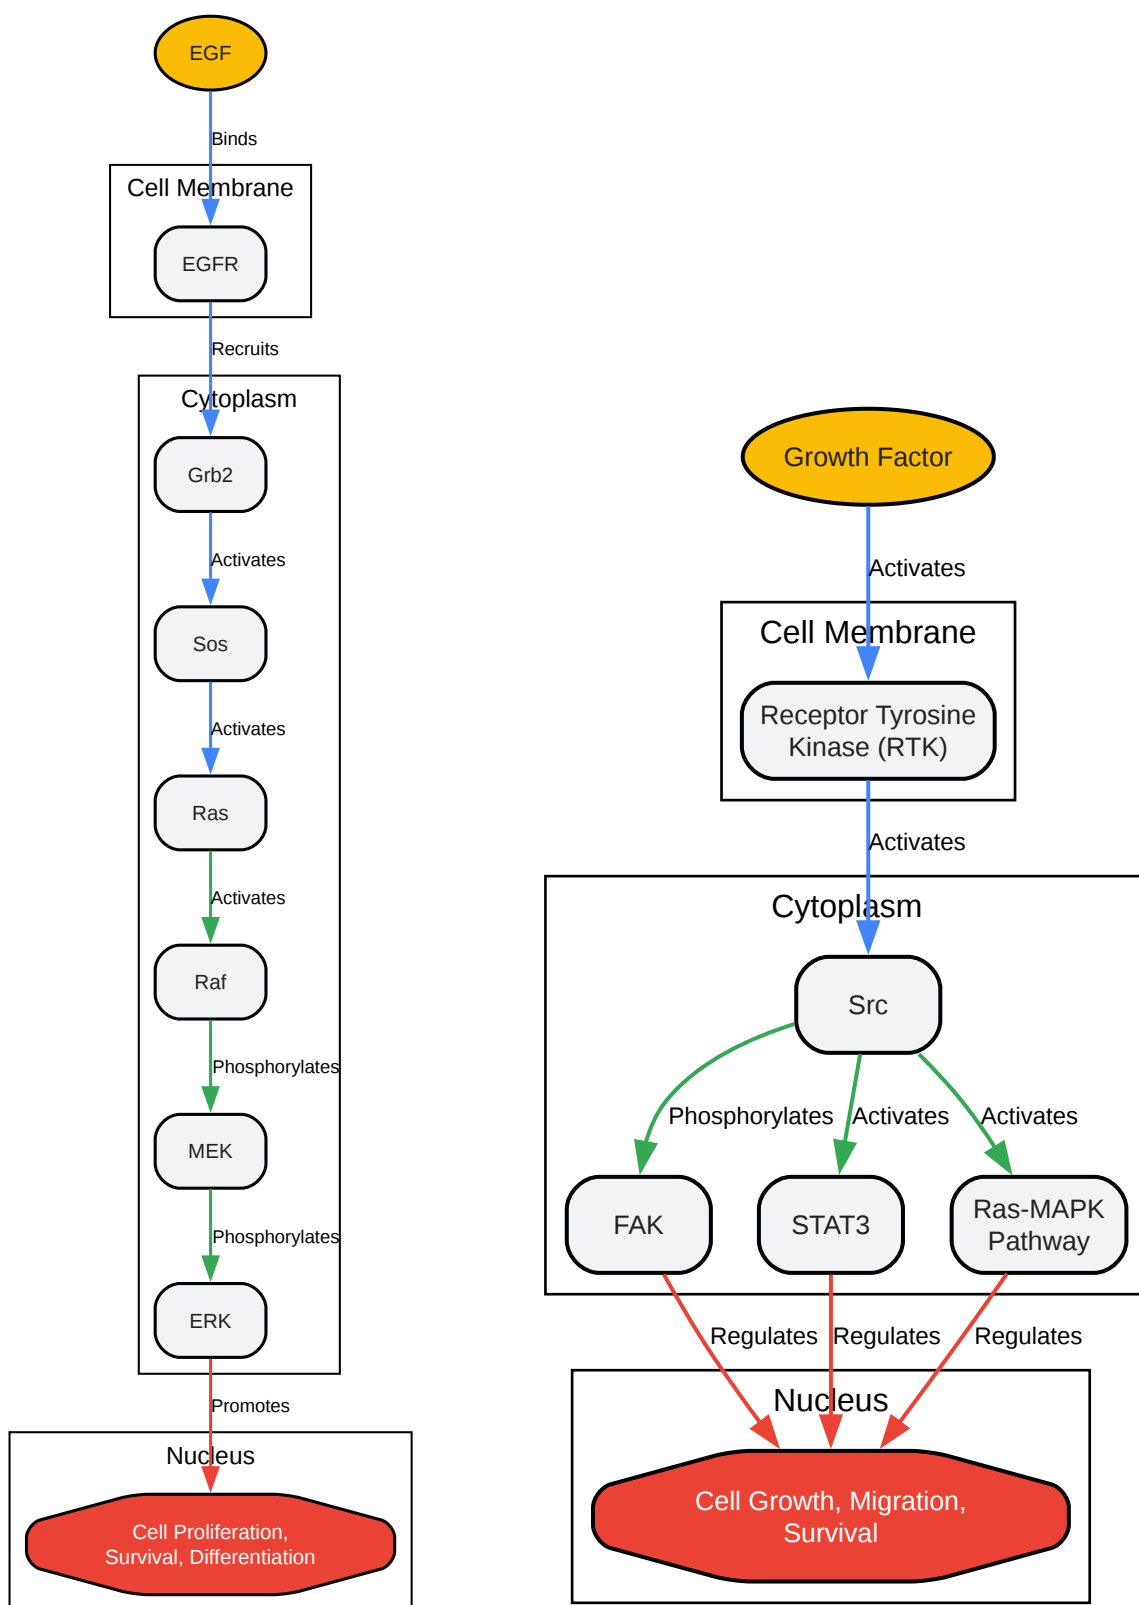 EGF
Binds
Cell Membrane
EGFR
Recruits
Cytoplasm
Grb2
Activates
Sos
Activates
Ras
Activates
Raf
Phosphorylates
MEK
Phosphorylates
ERK
Promotes
Nucleus
Cell Proliferation,
Survival, Differentiation
Growth Factor
Activates
Cell Membrane
Receptor Tyrosine
Kinase (RTK)
Activates
Cytoplasm
Src
Phosphorylates
Activates
Activates
FAK
STAT3
Ras-MAPK
Pathway
Regulates
Regulates
Regulates
Nucleus
Cell Growth, Migration,
Survival